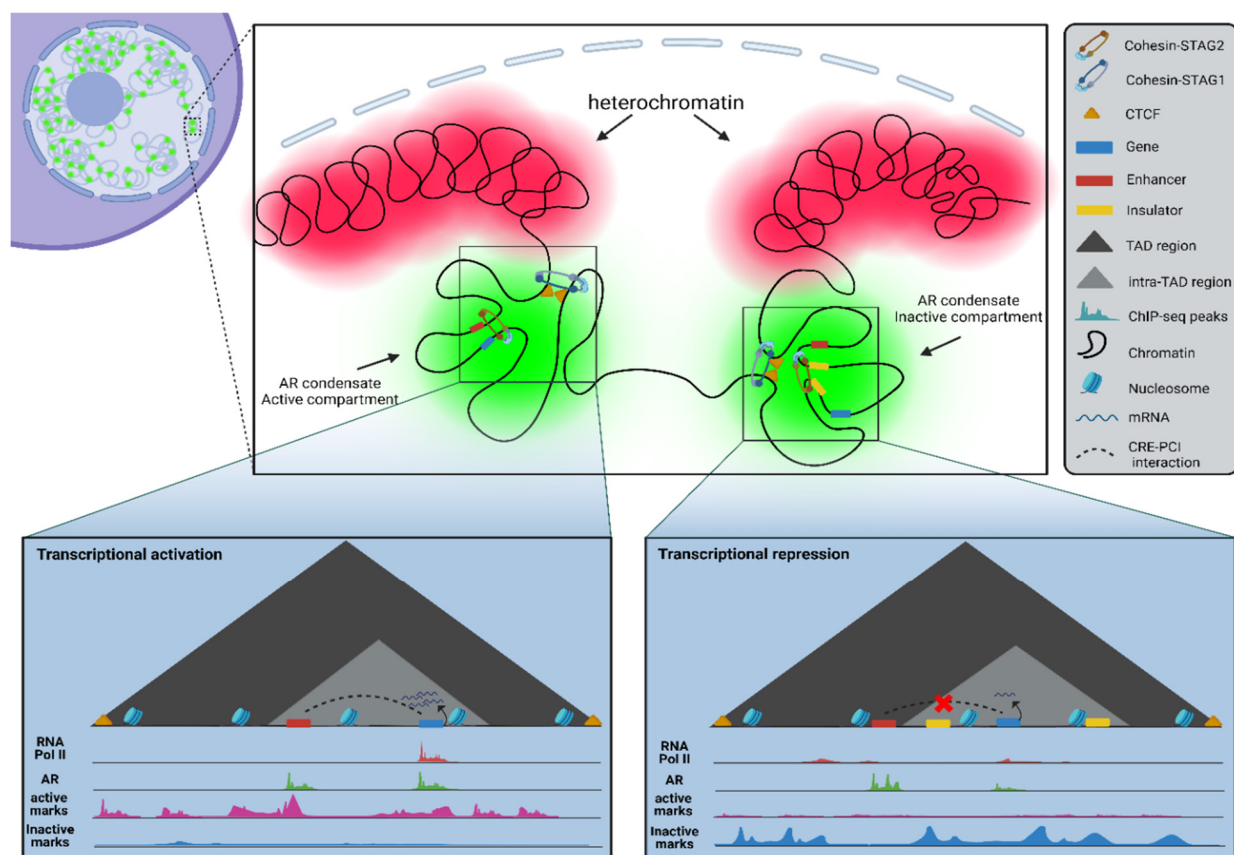 heterochromatin
AR condensate
Active compartment
AR condensate
Inactive compartment
Cohesin-STAG2
Cohesin-STAG1
CTCF
Gene
Enhancer
Insulator
TAD region
intra-TAD region
ChIP-seq peaks
Chromatin
Nucleosome
mRNA
CRE-PCI
interaction
Transcriptional activation
RNA
Pol II
AR
active
marks
Inactive
marks
Transcriptional repression
RNA
Pol II
AR
active
marks
Inactive
marks